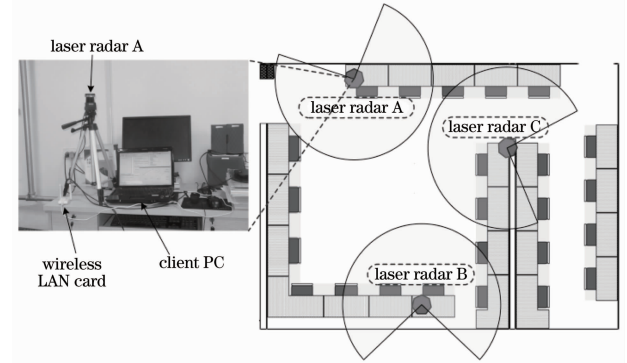 laser radar A
laser radar A
laser radar C
laser radar B
wireless
LAN card
client PC